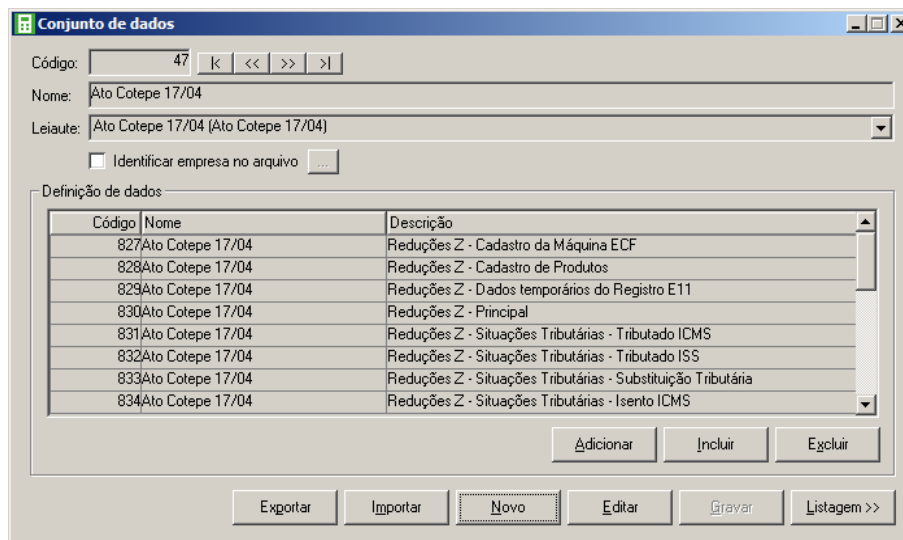 Conjunto de dados
Código: 47 |< << >> >|
Nome: Ato Cotepe 17/04
Leiaute: Ato Cotepe 17/04 (Ato Cotepe 17/04)
Identificar empresa no arquivo ...
Definição de dados
Código Nome Descrição
827 Ato Cotepe 17/04 Reduções Z - Cadastro da Máquina ECF
828 Ato Cotepe 17/04 Reduções Z - Cadastro de Produtos
829 Ato Cotepe 17/04 Reduções Z - Dados temporários do Registro E11
830 Ato Cotepe 17/04 Reduções Z - Principal
831 Ato Cotepe 17/04 Reduções Z - Situações Tributárias - Tributado ICMS
832 Ato Cotepe 17/04 Reduções Z - Situações Tributárias - Tributado ISS
833 Ato Cotepe 17/04 Reduções Z - Situações Tributárias - Substituição Tributária
834 Ato Cotepe 17/04 Reduções Z - Situações Tributárias - Isento ICMS
Adicionar Incluir Excluir
Exportar Importar Novo Editar Gravar Listagem >>